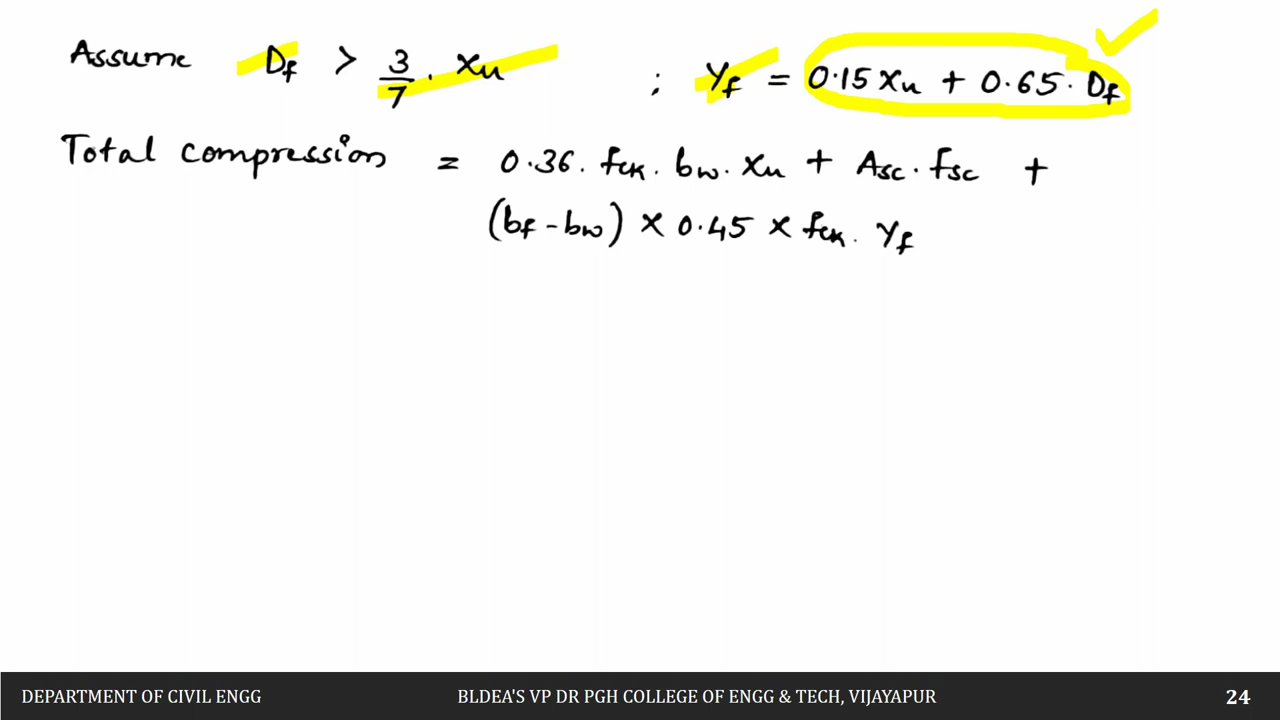 Assume Df > 3/7 . xu ; yf = 0.15 xu + 0.65 . Df
Total compression = 0.36 . fck . bw . xu + Asc . fsc +
(bf - bw) × 0.45 × fck . yf
DEPARTMENT OF CIVIL ENGG BLDEA'S VP DR PGH COLLEGE OF ENGG & TECH, VIJAYAPUR 24